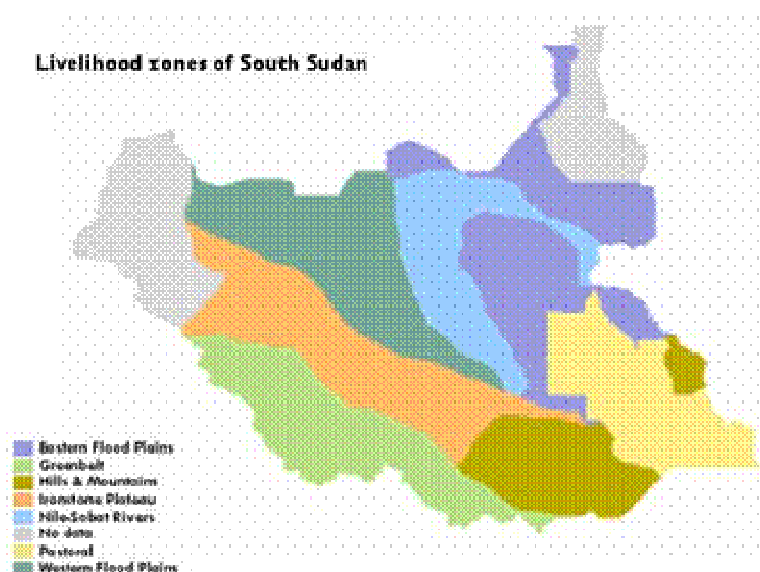 Livelihood zones of South Sudan
Eastern Flood Plains
Greenbelt
Hills & Mountains
Ironstone Plateau
Nile-Sobat Rivers
No data
Pastoral
Western Flood Plains